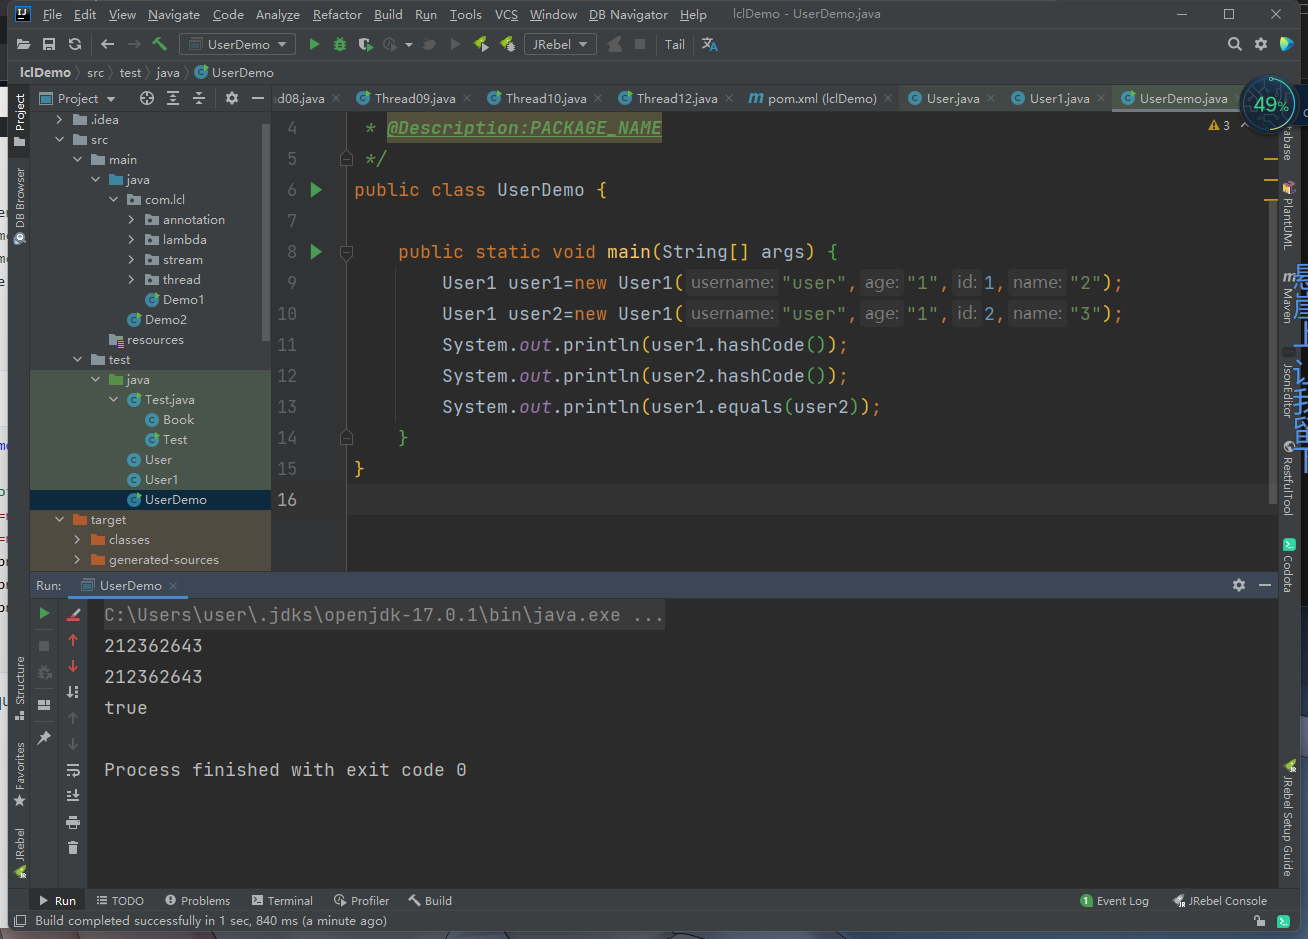 File Edit View Navigate Code Analyze Refactor Build Run Tools VCS Window DB Navigator Help lclDemo - UserDemo.java
UserDemo JRebel Tail
lclDemo src test java UserDemo
Project d08.java Thread09.java Thread10.java Thread12.java pom.xml (lclDemo) User.java User1.java UserDemo.java
49%
3
.idea
src
main
java
com.lcl
annotation
lambda
stream
thread
Demo1
Demo2
resources
test
java
Test.java
Book
Test
User
User1
UserDemo
target
classes
generated-sources
4 * @Description:PACKAGE_NAME
5 */
6 public class UserDemo {
7
8 public static void main(String[] args) {
9 User1 user1=new User1( username: "user", age: "1", id: 1, name: "2");
10 User1 user2=new User1( username: "user", age: "1", id: 2, name: "3");
11 System.out.println(user1.hashCode());
12 System.out.println(user2.hashCode());
13 System.out.println(user1.equals(user2));
14 }
15 }
16
Project
DB Browser
Structure
Favorites
JRebel
PlantUML
Maven
JsonEditor
RestfulTool
Codota
JRebel Setup Guide
Run: UserDemo
C:\Users\user\.jdks\openjdk-17.0.1\bin\java.exe ...
212362643
212362643
true
Process finished with exit code 0
Run TODO Problems Terminal Profiler Build 1 Event Log JRebel Console
Build completed successfully in 1 sec, 840 ms (a minute ago)